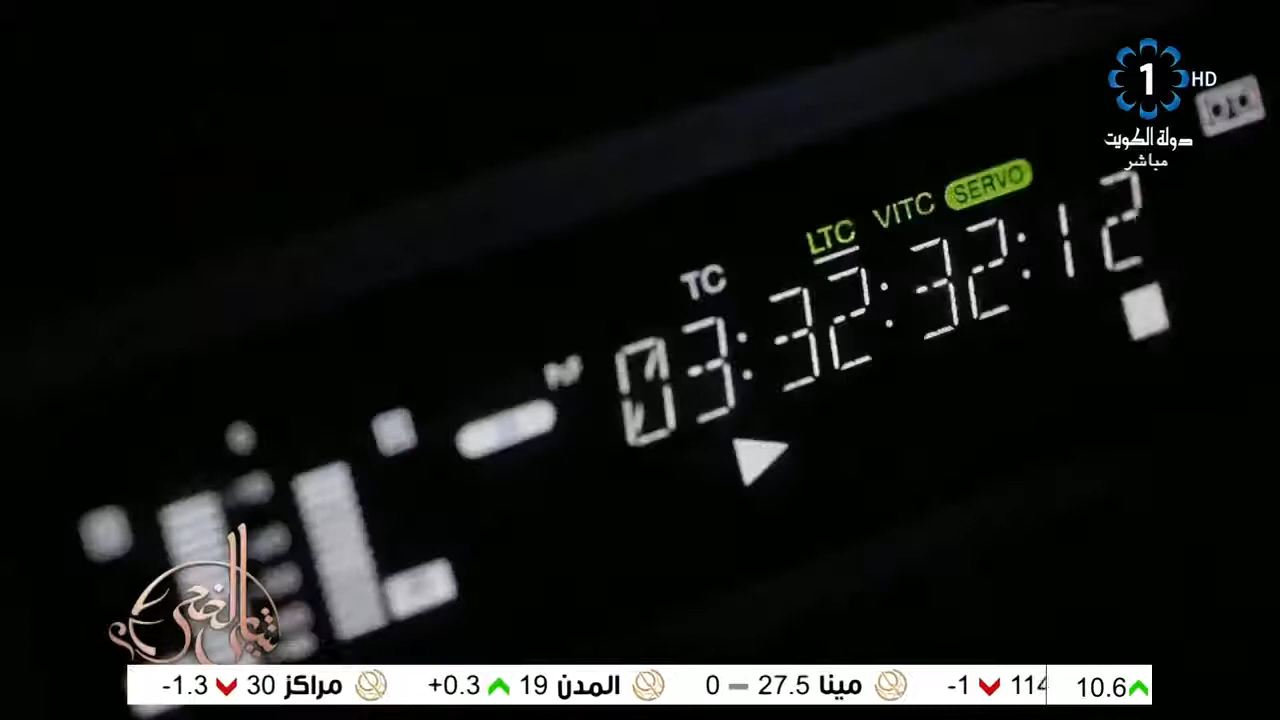 1 HD
دولة الكويت
مباشر
LTC VITC SERVO
TC
03:32:32:12
10.6
114 -1
مينا 27.5 0
المدن 19 +0.3
مراكز 30 -1.3